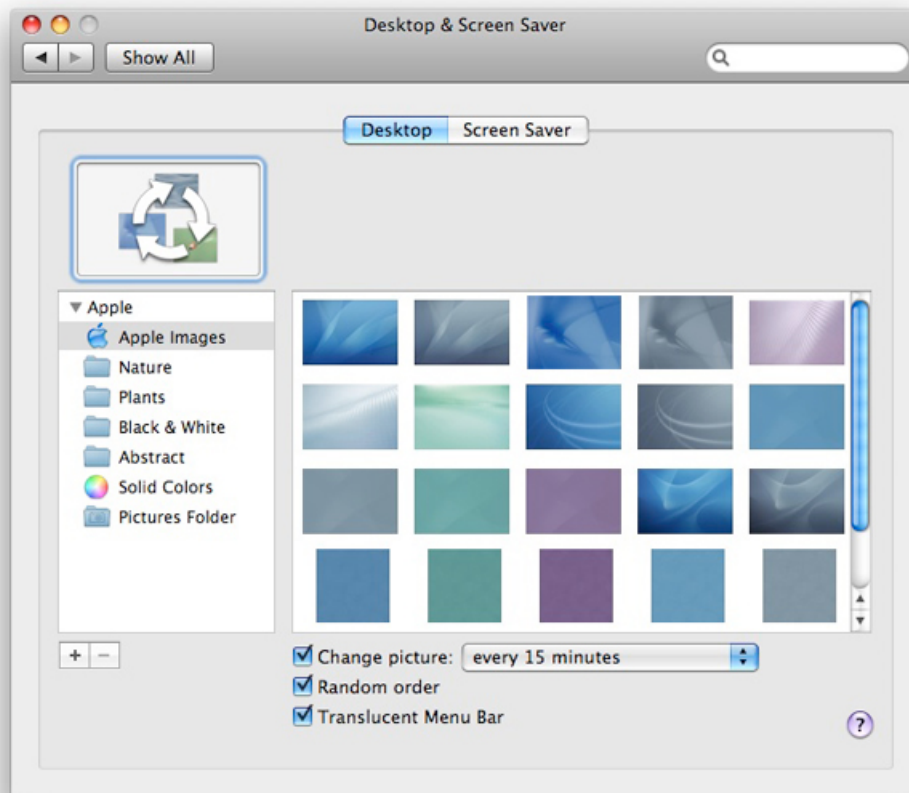 Desktop & Screen Saver
Show All
Desktop Screen Saver
Apple
Apple Images
Nature
Plants
Black & White
Abstract
Solid Colors
Pictures Folder
+ −
Change picture: every 15 minutes
Random order
Translucent Menu Bar
?